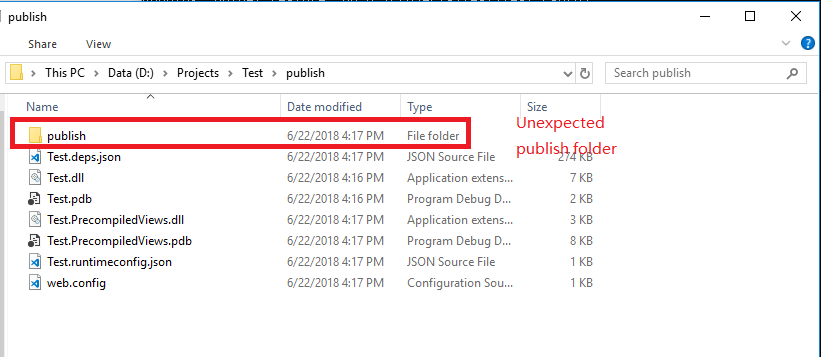 publish
Share View
This PC Data (D:) Projects Test publish Search publish
Name Date modified Type Size
publish 6/22/2018 4:17 PM File folder
Unexpected
publish folder
Test.deps.json 6/22/2018 4:17 PM JSON Source File 274 KB
Test.dll 6/22/2018 4:16 PM Application extens... 7 KB
Test.pdb 6/22/2018 4:16 PM Program Debug D... 2 KB
Test.PrecompiledViews.dll 6/22/2018 4:17 PM Application extens... 3 KB
Test.PrecompiledViews.pdb 6/22/2018 4:17 PM Program Debug D... 8 KB
Test.runtimeconfig.json 6/22/2018 4:17 PM JSON Source File 1 KB
web.config 6/22/2018 4:17 PM Configuration Sou... 1 KB